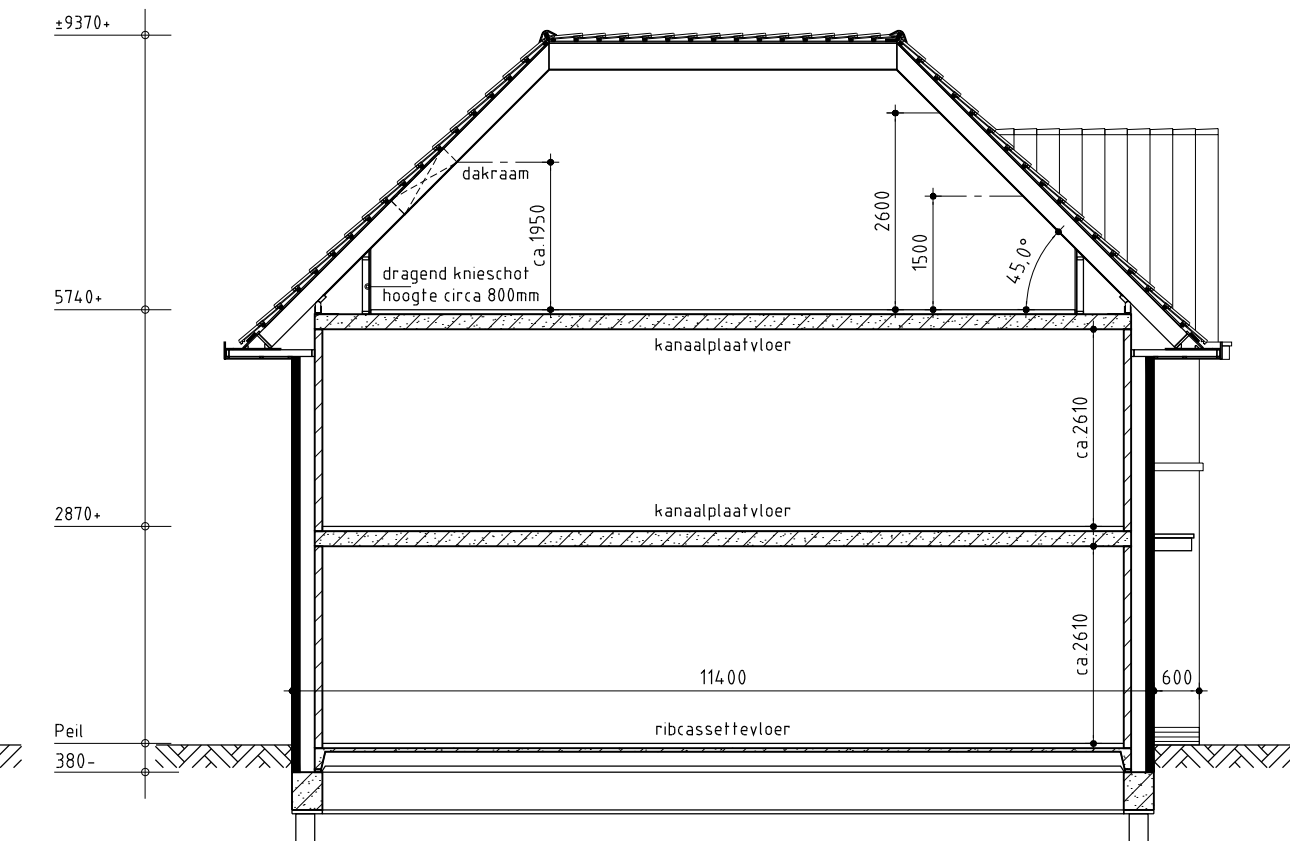 ±9370+
dakraam
2600
ca.1950
1500
45,0°
dragend knieschot
hoogte circa 800mm
5740+
kanaalplaatvloer
ca.2610
kanaalplaatvloer
2870+
ca.2610
11400
600
Peil
ribcassettevloer
380-